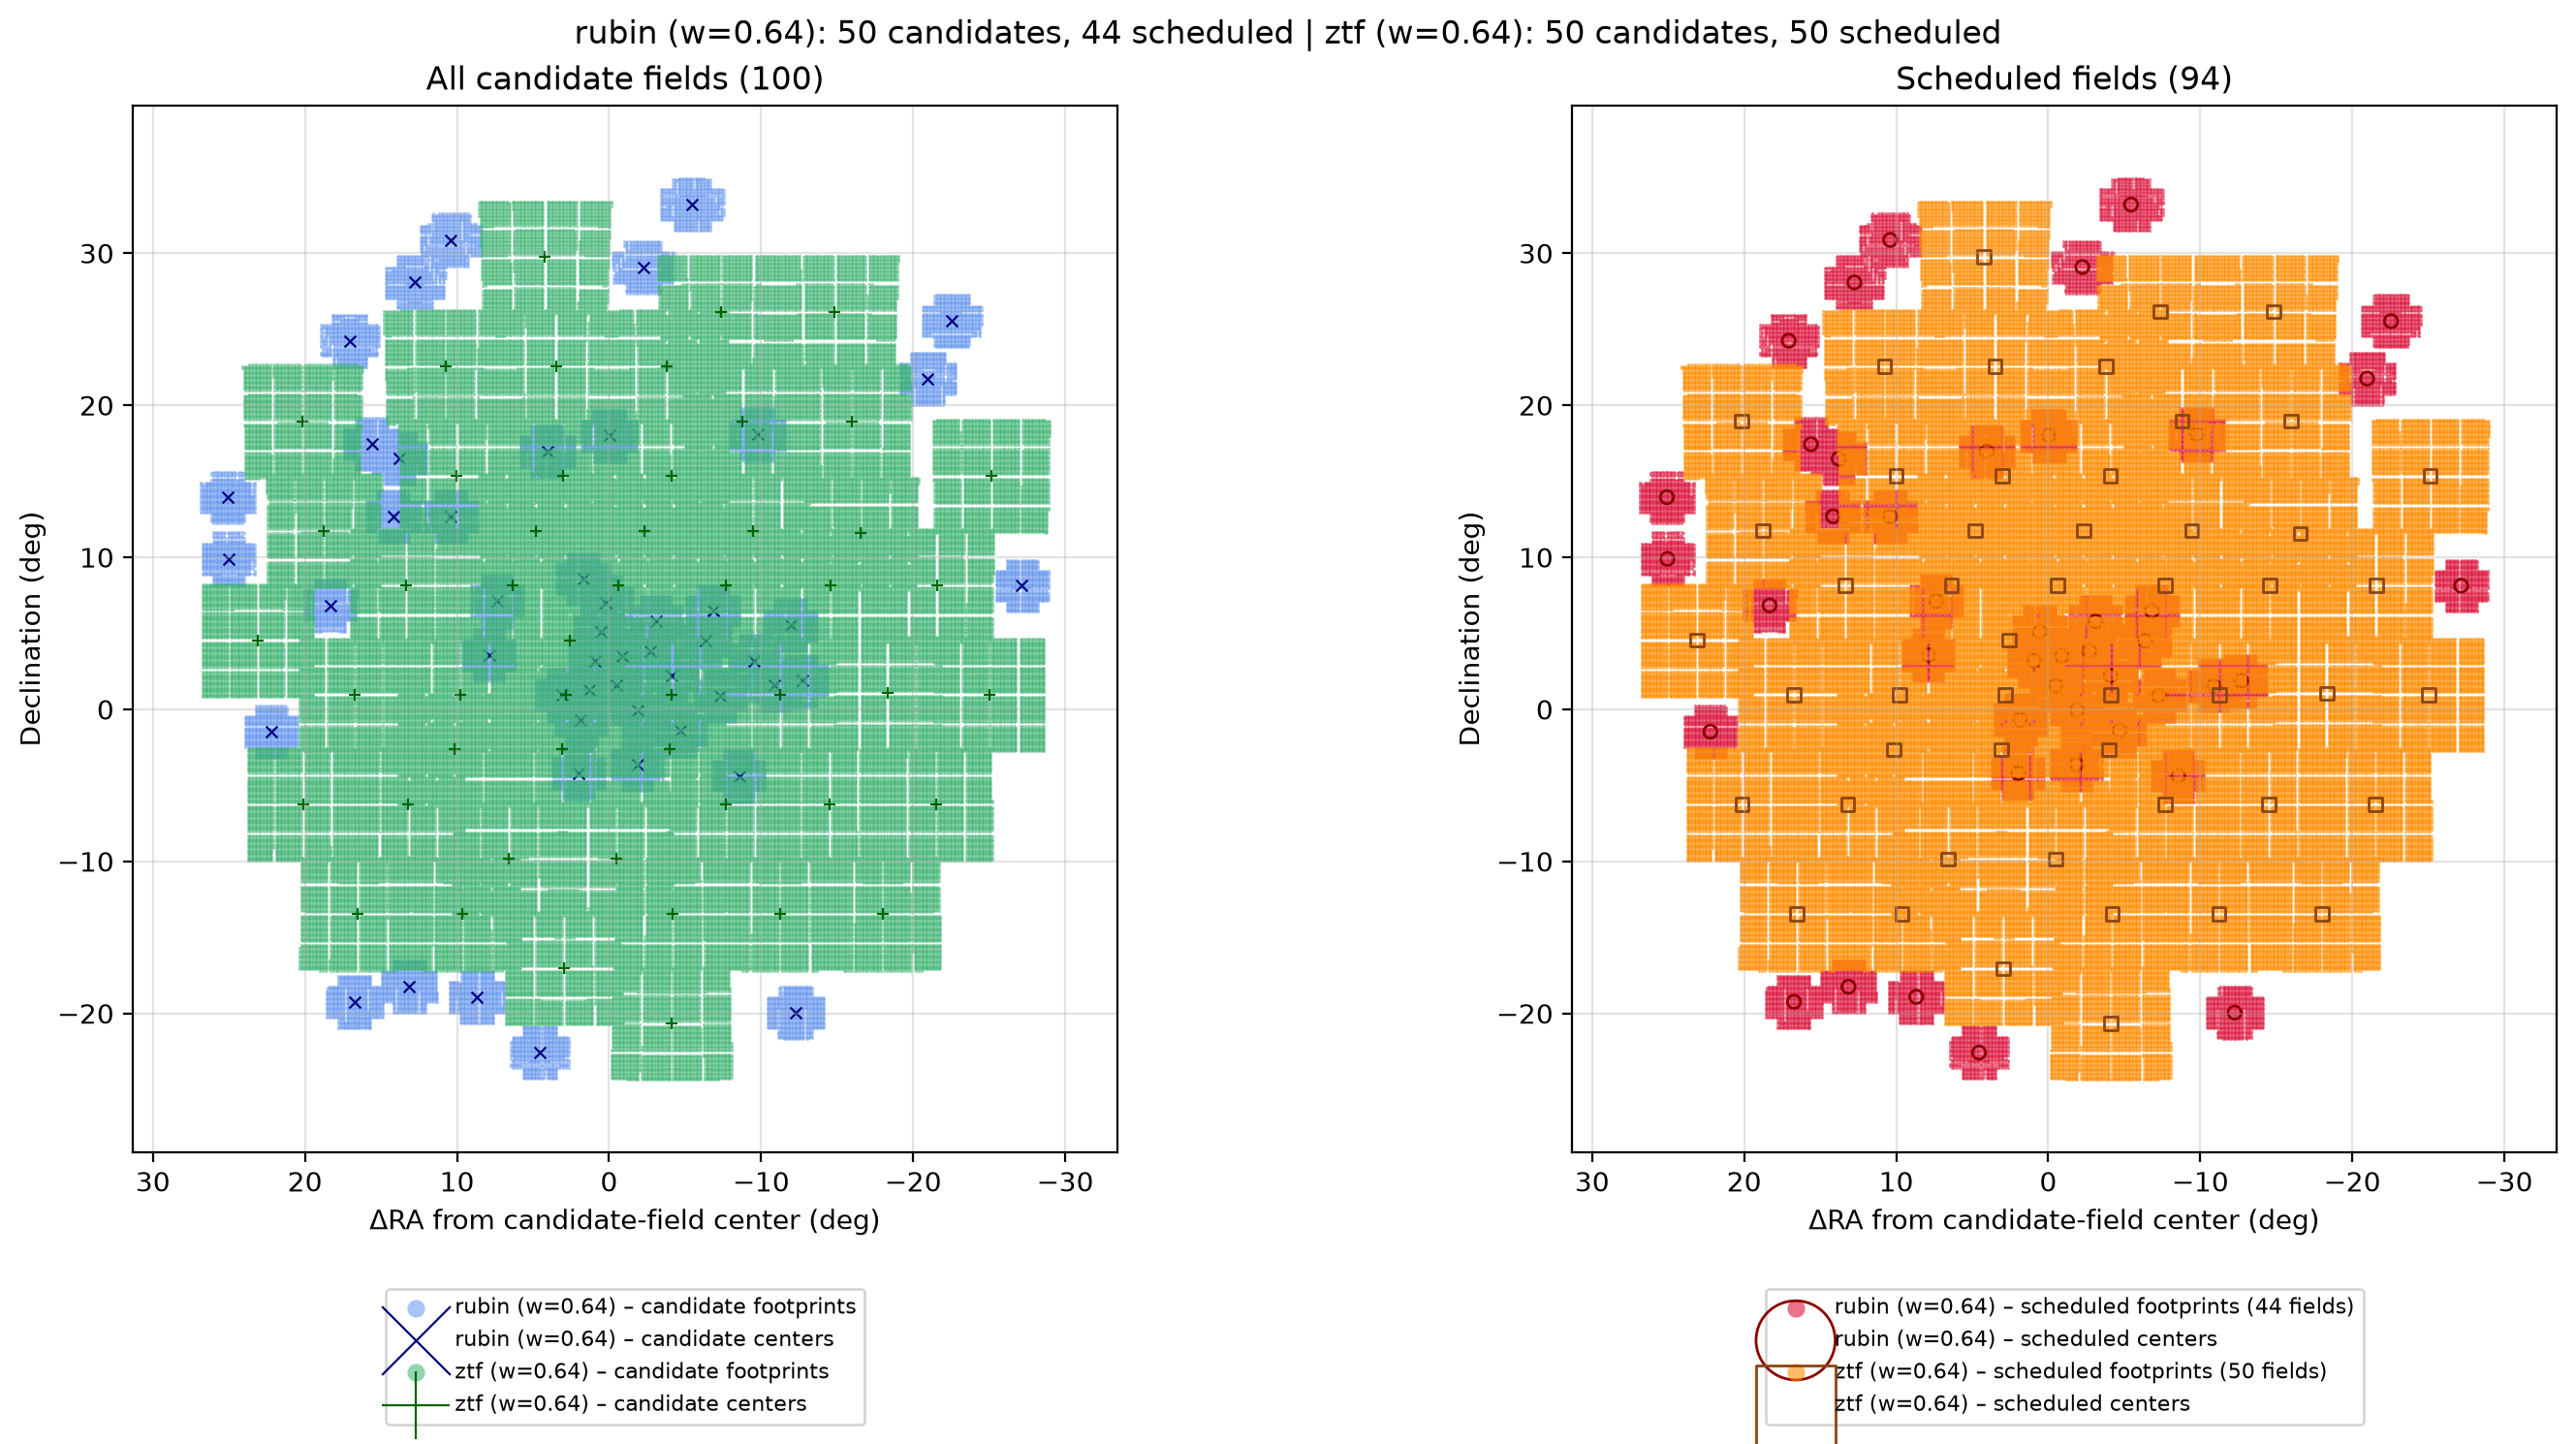 rubin (w=0.64): 50 candidates, 44 scheduled | ztf (w=0.64): 50 candidates, 50 scheduled
All candidate fields (100)
30
20
10
0
−10
−20
Declination (deg)
30
20
10
0
−10
−20
−30
ΔRA from candidate-field center (deg)
rubin (w=0.64) – candidate footprints
rubin (w=0.64) – candidate centers
ztf (w=0.64) – candidate footprints
ztf (w=0.64) – candidate centers
Scheduled fields (94)
30
20
10
0
−10
−20
Declination (deg)
30
20
10
0
−10
−20
−30
ΔRA from candidate-field center (deg)
rubin (w=0.64) – scheduled footprints (44 fields)
rubin (w=0.64) – scheduled centers
ztf (w=0.64) – scheduled footprints (50 fields)
ztf (w=0.64) – scheduled centers